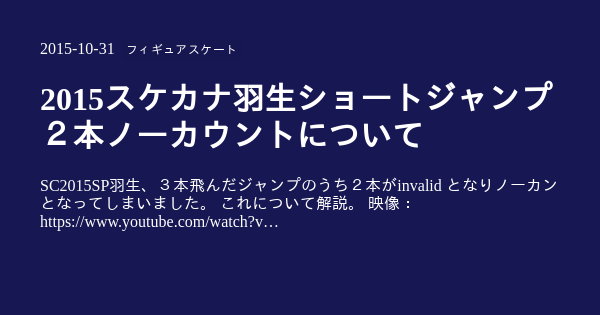 2015-10-31 フィギュアスケート
2015スケカナ羽生ショートジャンプ
２本ノーカウントについて
SC2015SP羽生、３本飛んだジャンプのうち２本がinvalid となりノーカン
となってしまいました。 これについて解説。 映像：
https://www.youtube.com/watch?v…